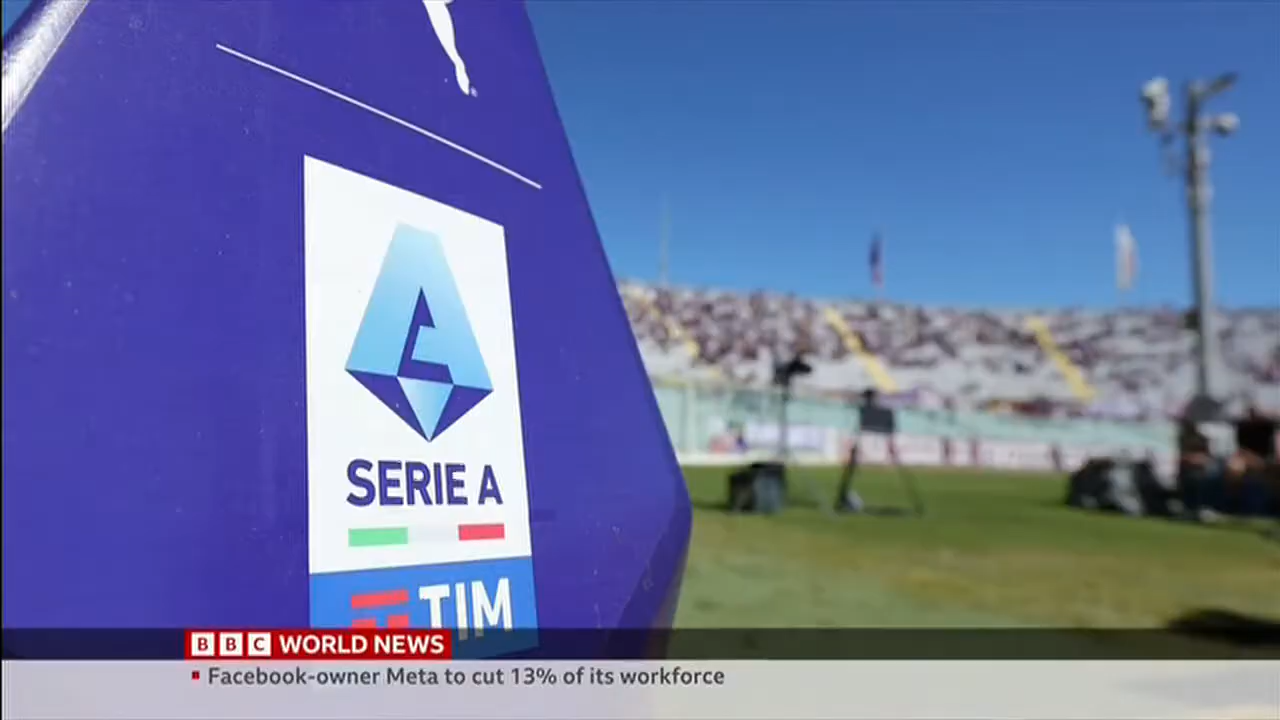 SERIE A
TIM
BBC WORLD NEWS
Facebook-owner Meta to cut 13% of its workforce